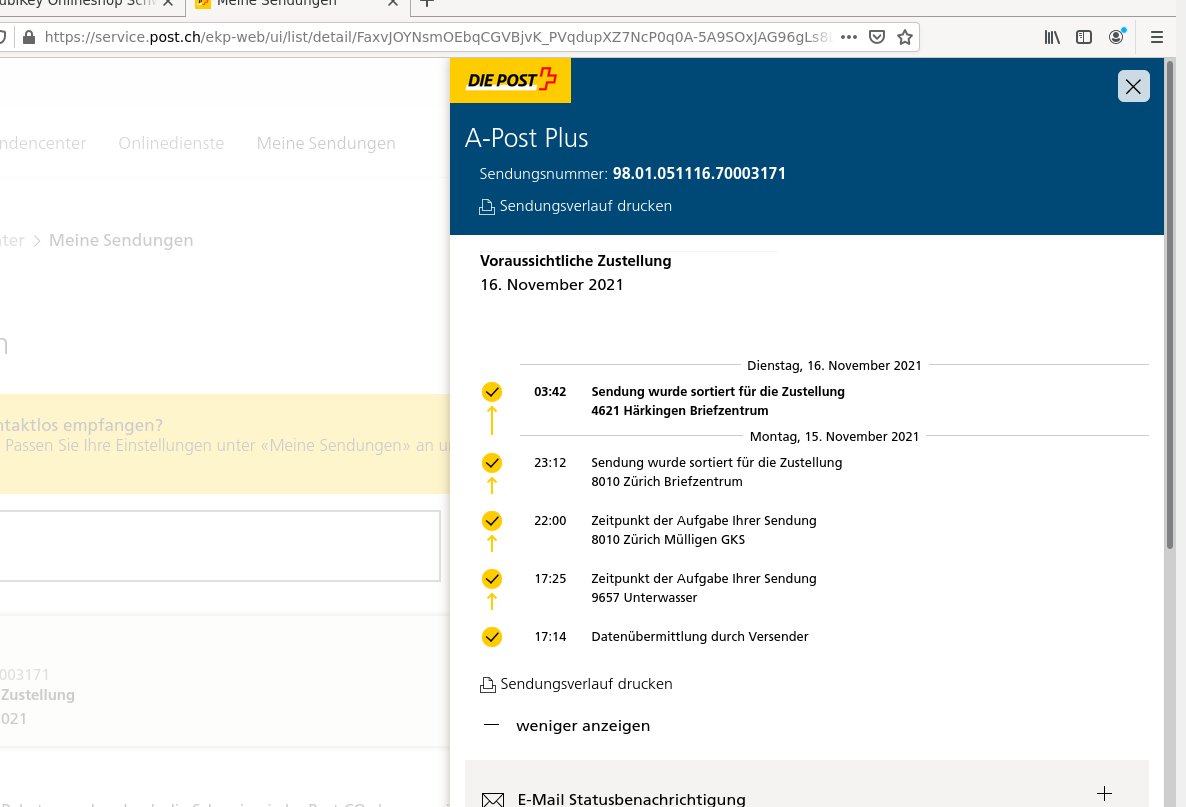 ubiKey Onlineshop Schw
Meine Sendungen
https://service.post.ch/ekp-web/ui/list/detail/FaxvJOYNsmOEbqCGVBjvK_PVqdupXZ7NcP0q0A-5A9SOxJAG96gLs8
DIE POST
A-Post Plus
Sendungsnummer: 98.01.051116.70003171
Sendungsverlauf drucken
ndencenter Onlinedienste Meine Sendungen
nter > Meine Sendungen
n
ntaktlos empfangen?
Passen Sie Ihre Einstellungen unter «Meine Sendungen» an u
003171
Zustellung
021
Voraussichtliche Zustellung
16. November 2021
Dienstag, 16. November 2021
03:42 Sendung wurde sortiert für die Zustellung
4621 Härkingen Briefzentrum
Montag, 15. November 2021
23:12 Sendung wurde sortiert für die Zustellung
8010 Zürich Briefzentrum
22:00 Zeitpunkt der Aufgabe Ihrer Sendung
8010 Zürich Mülligen GKS
17:25 Zeitpunkt der Aufgabe Ihrer Sendung
9657 Unterwasser
17:14 Datenübermittlung durch Versender
Sendungsverlauf drucken
weniger anzeigen
E-Mail Statusbenachrichtigung